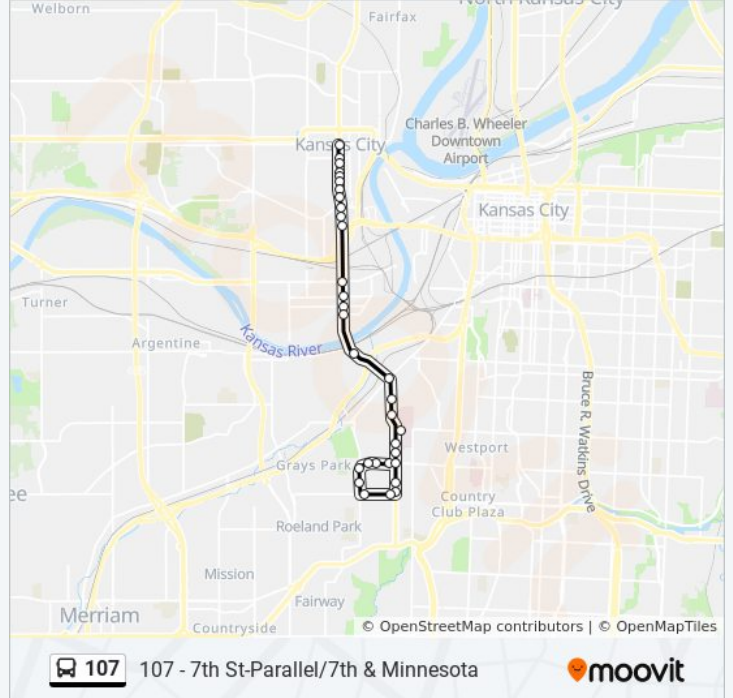 Welborn
Fairfax
North Kansas City
Charles B. Wheeler
Downtown
Airport
Kansas City
Kansas City
Turner
Kansas River
Argentine
Bruce R. Watkins Drive
Westport
Grays Park
ee
Country
Club Plaza
Roeland Park
Mission
Fairway
Merriam
Countryside
© OpenStreetMap contributors | © OpenMapTiles
107 107 - 7th St-Parallel/7th & Minnesota
moovit